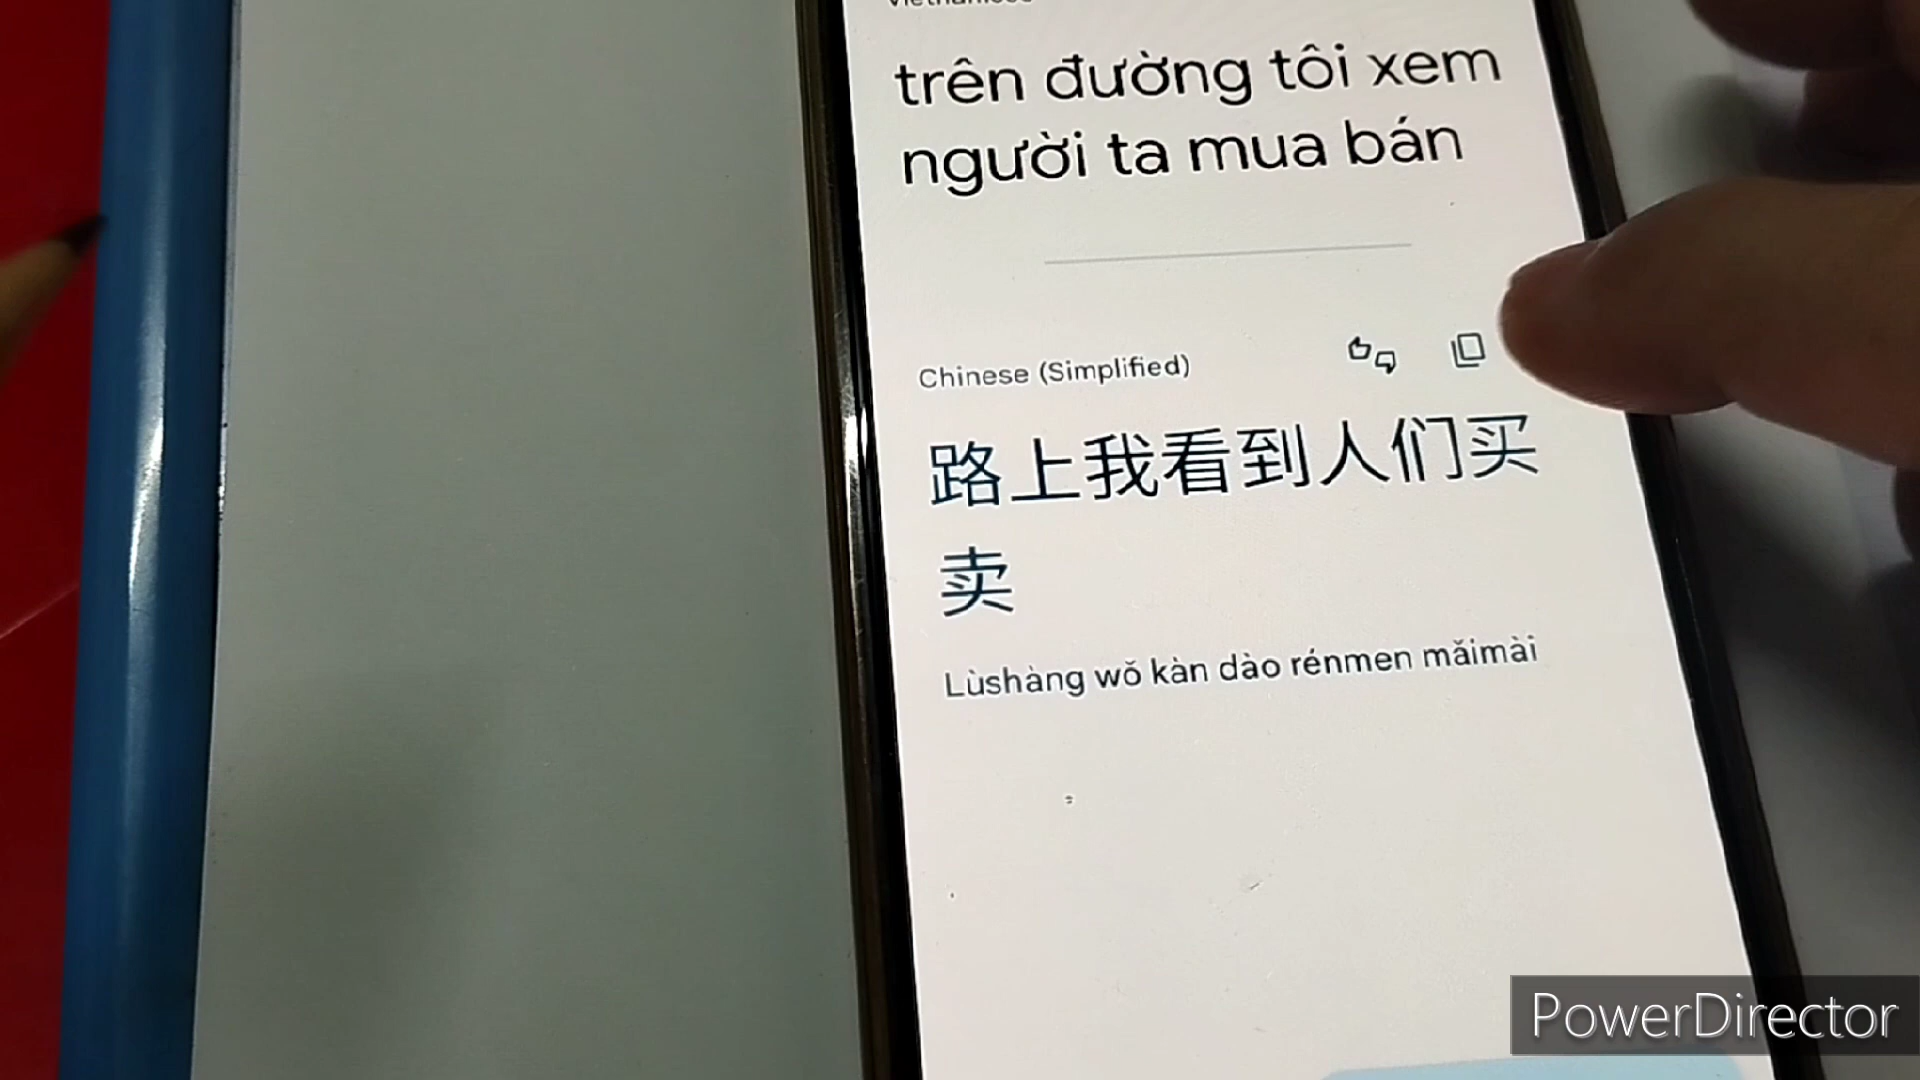 Vietnamese
trên đường tôi xem
người ta mua bán
Chinese (Simplified)
路上我看到人们买
卖
Lùshàng wǒ kàn dào rénmen mǎimài
PowerDirector